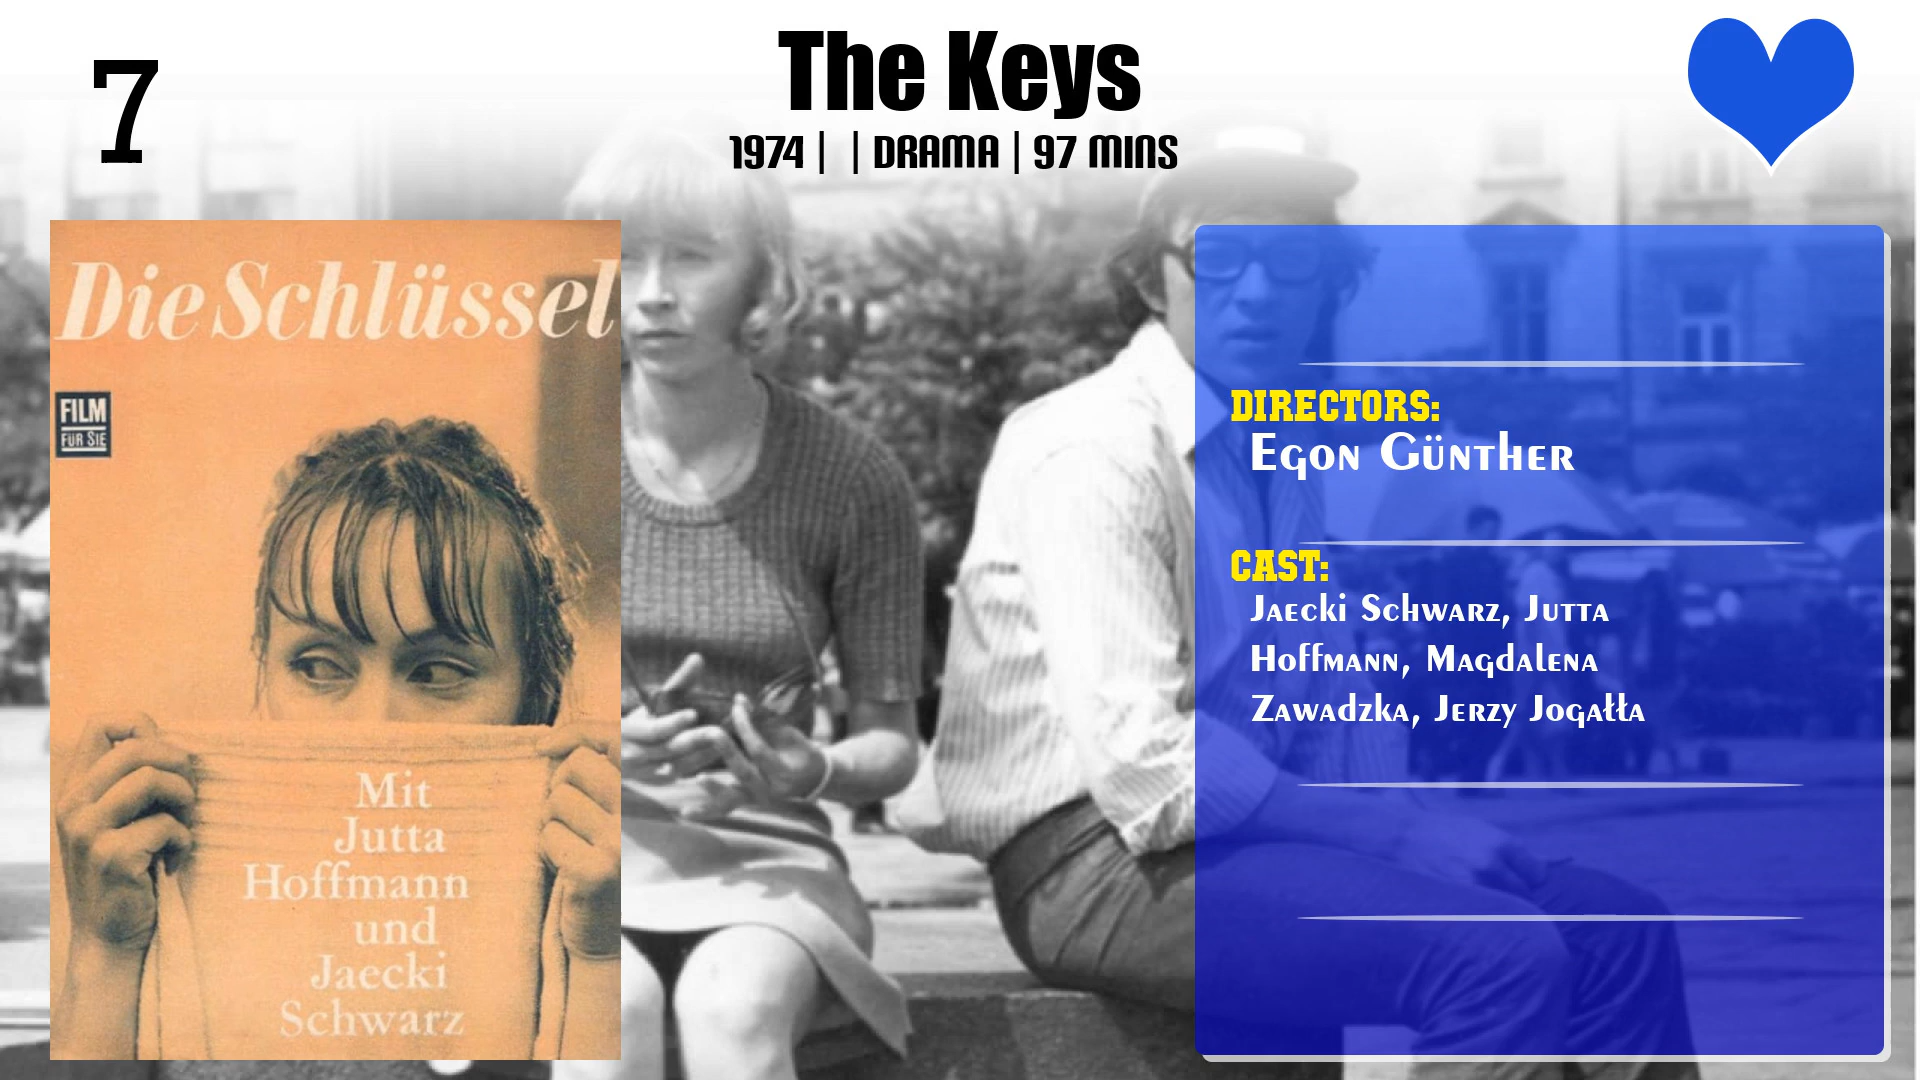 7
The Keys
1974 | | DRAMA | 97 MINS
Die Schlüssel
FILM
FÜR SIE
Mit
Jutta
Hoffmann
und
Jaecki
Schwarz
DIRECTORS:
Egon Günther
CAST:
Jaecki Schwarz, Jutta
Hoffmann, Magdalena
Zawadzka, Jerzy Jogałła